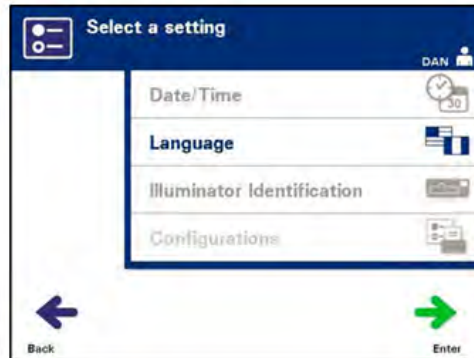 Select a setting
DAN
Date/Time
30
Language
Illuminator Identification
Configurations
Back
Enter